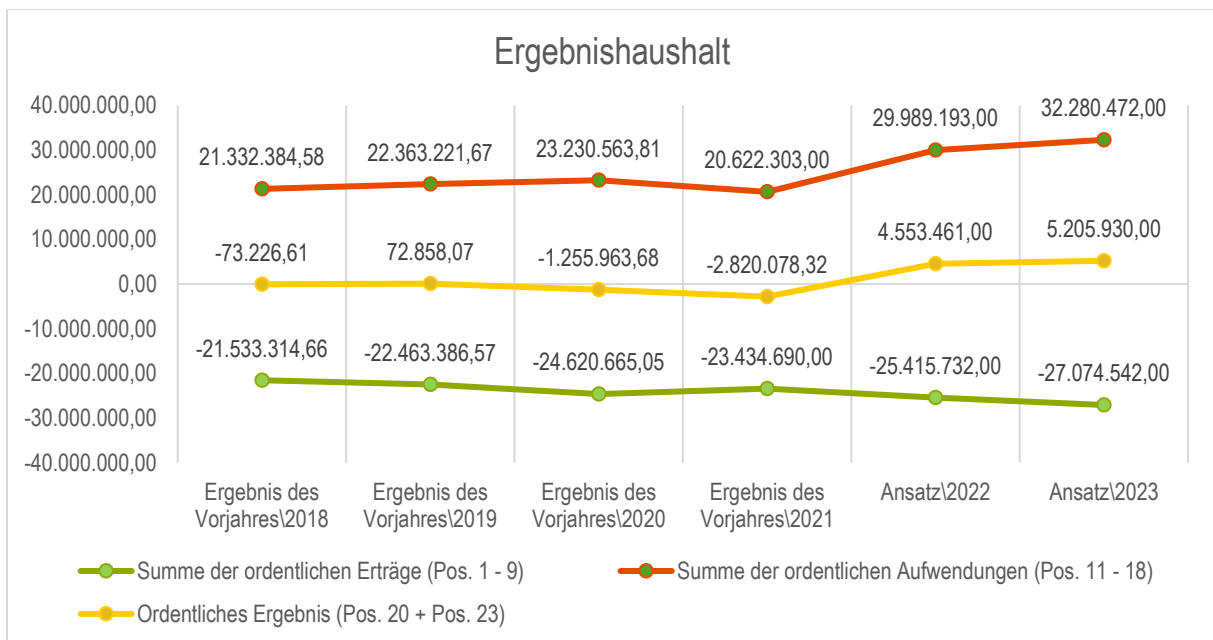 Ergebnishaushalt
40.000.000,00
30.000.000,00
20.000.000,00
10.000.000,00
0,00
-10.000.000,00
-20.000.000,00
-30.000.000,00
-40.000.000,00
21.332.384,58 22.363.221,67 23.230.563,81 20.622.303,00 29.989.193,00 32.280.472,00
-73.226,61 72.858,07 -1.255.963,68 -2.820.078,32 4.553.461,00 5.205.930,00
-21.533.314,66 -22.463.386,57 -24.620.665,05 -23.434.690,00 -25.415.732,00 -27.074.542,00
Ergebnis des Ergebnis des Ergebnis des Ergebnis des Ansatz\2022 Ansatz\2023
Vorjahres\2018 Vorjahres\2019 Vorjahres\2020 Vorjahres\2021
Summe der ordentlichen Erträge (Pos. 1 - 9) Summe der ordentlichen Aufwendungen (Pos. 11 - 18)
Ordentliches Ergebnis (Pos. 20 + Pos. 23)